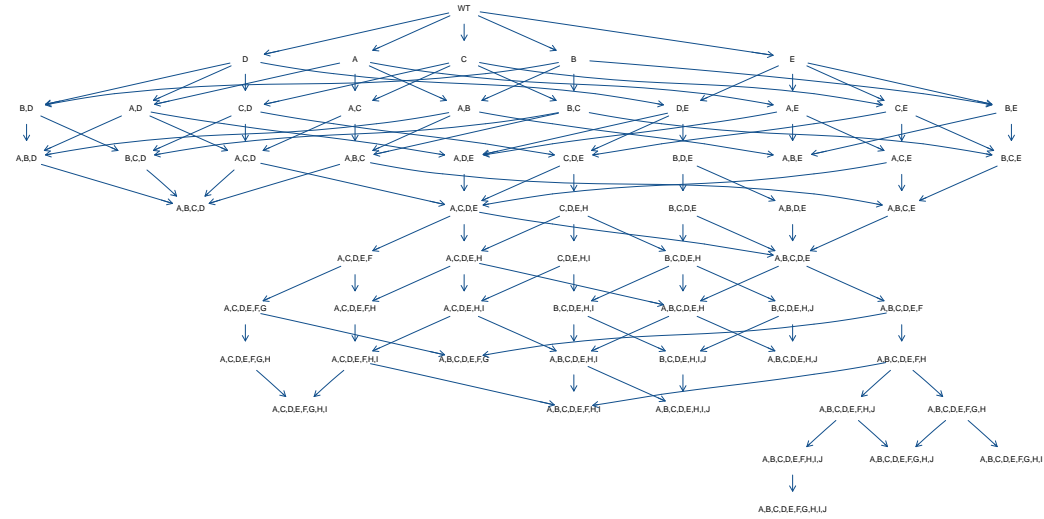 WT
D A C B E
B,D A,D C,D A,C A,B B,C D,E A,E C,E B,E
A,B,D B,C,D A,C,D A,B,C A,D,E C,D,E B,D,E A,B,E A,C,E B,C,E
A,B,C,D A,C,D,E C,D,E,H B,C,D,E A,B,D,E A,B,C,E
A,C,D,E,F A,C,D,E,H C,D,E,H,I B,C,D,E,H A,B,C,D,E
A,C,D,E,F,G A,C,D,E,F,H A,C,D,E,H,I B,C,D,E,H,I A,B,C,D,E,H B,C,D,E,H,J A,B,C,D,E,F
A,C,D,E,F,G,H A,C,D,E,F,H,I A,B,C,D,E,F,G A,B,C,D,E,H,I B,C,D,E,H,I,J A,B,C,D,E,H,J A,B,C,D,E,F,H
A,C,D,E,F,G,H,I A,B,C,D,E,F,H,I A,B,C,D,E,H,I,J A,B,C,D,E,F,H,J A,B,C,D,E,F,G,H
A,B,C,D,E,F,H,I,J A,B,C,D,E,F,G,H,J A,B,C,D,E,F,G,H,I
A,B,C,D,E,F,G,H,I,J